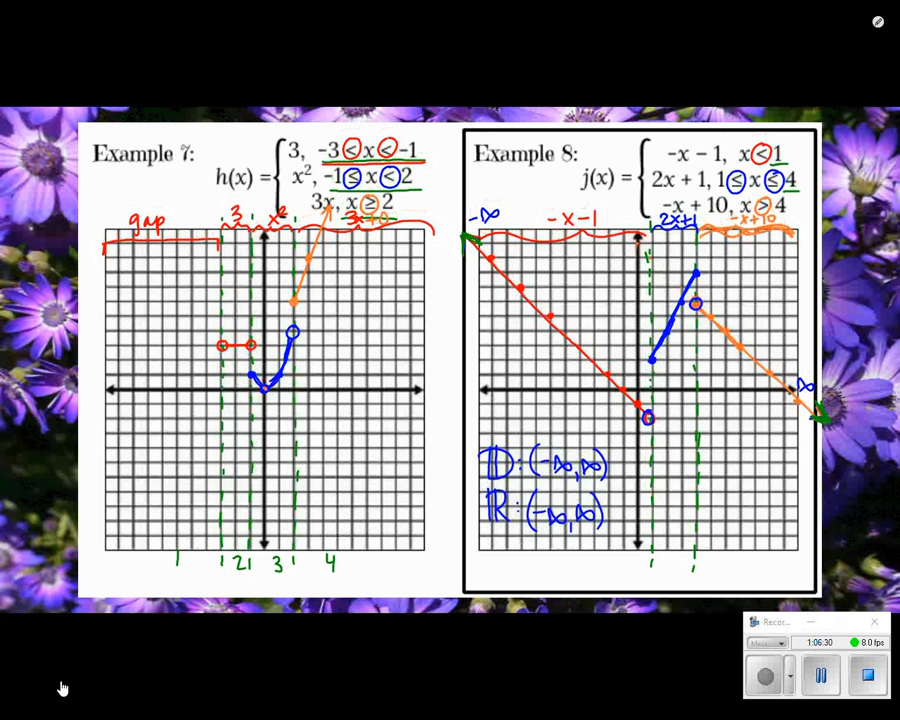 Example 7:
h(x) =
3, -3 < x < -1
x², -1 ≤ x < 2
3x, x ≥ 2
gap
3
x²
3x+0
1
2
3
4
Example 8:
j(x) =
-x - 1, x < 1
2x + 1, 1 ≤ x ≤ 4
-x + 10, x > 4
-∞
-x-1
2x+1
-x+10
∞
D: (-∞, ∞)
R: (-∞, ∞)
Recor...
1:06:30
8.0 fps